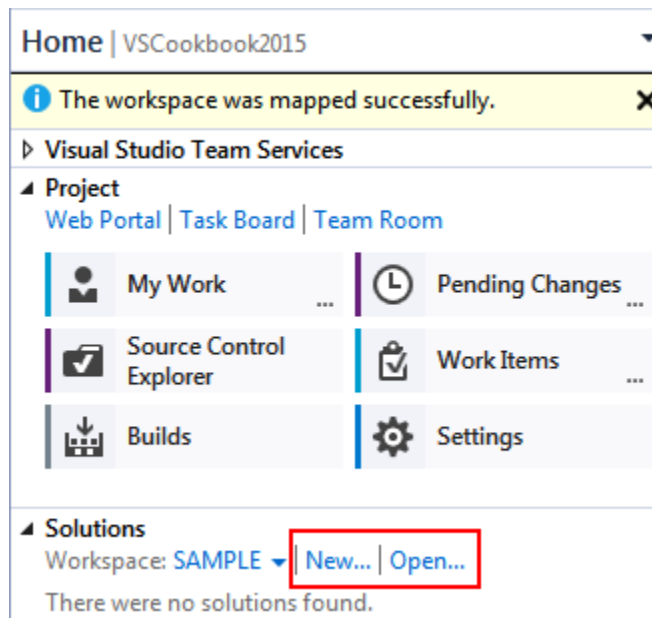 Home | VSCookbook2015
The workspace was mapped successfully.
Visual Studio Team Services
Project
Web Portal | Task Board | Team Room
My Work ...
Pending Changes ...
Source Control
Explorer
Work Items ...
Builds
Settings
Solutions
Workspace: SAMPLE | New... | Open...
There were no solutions found.